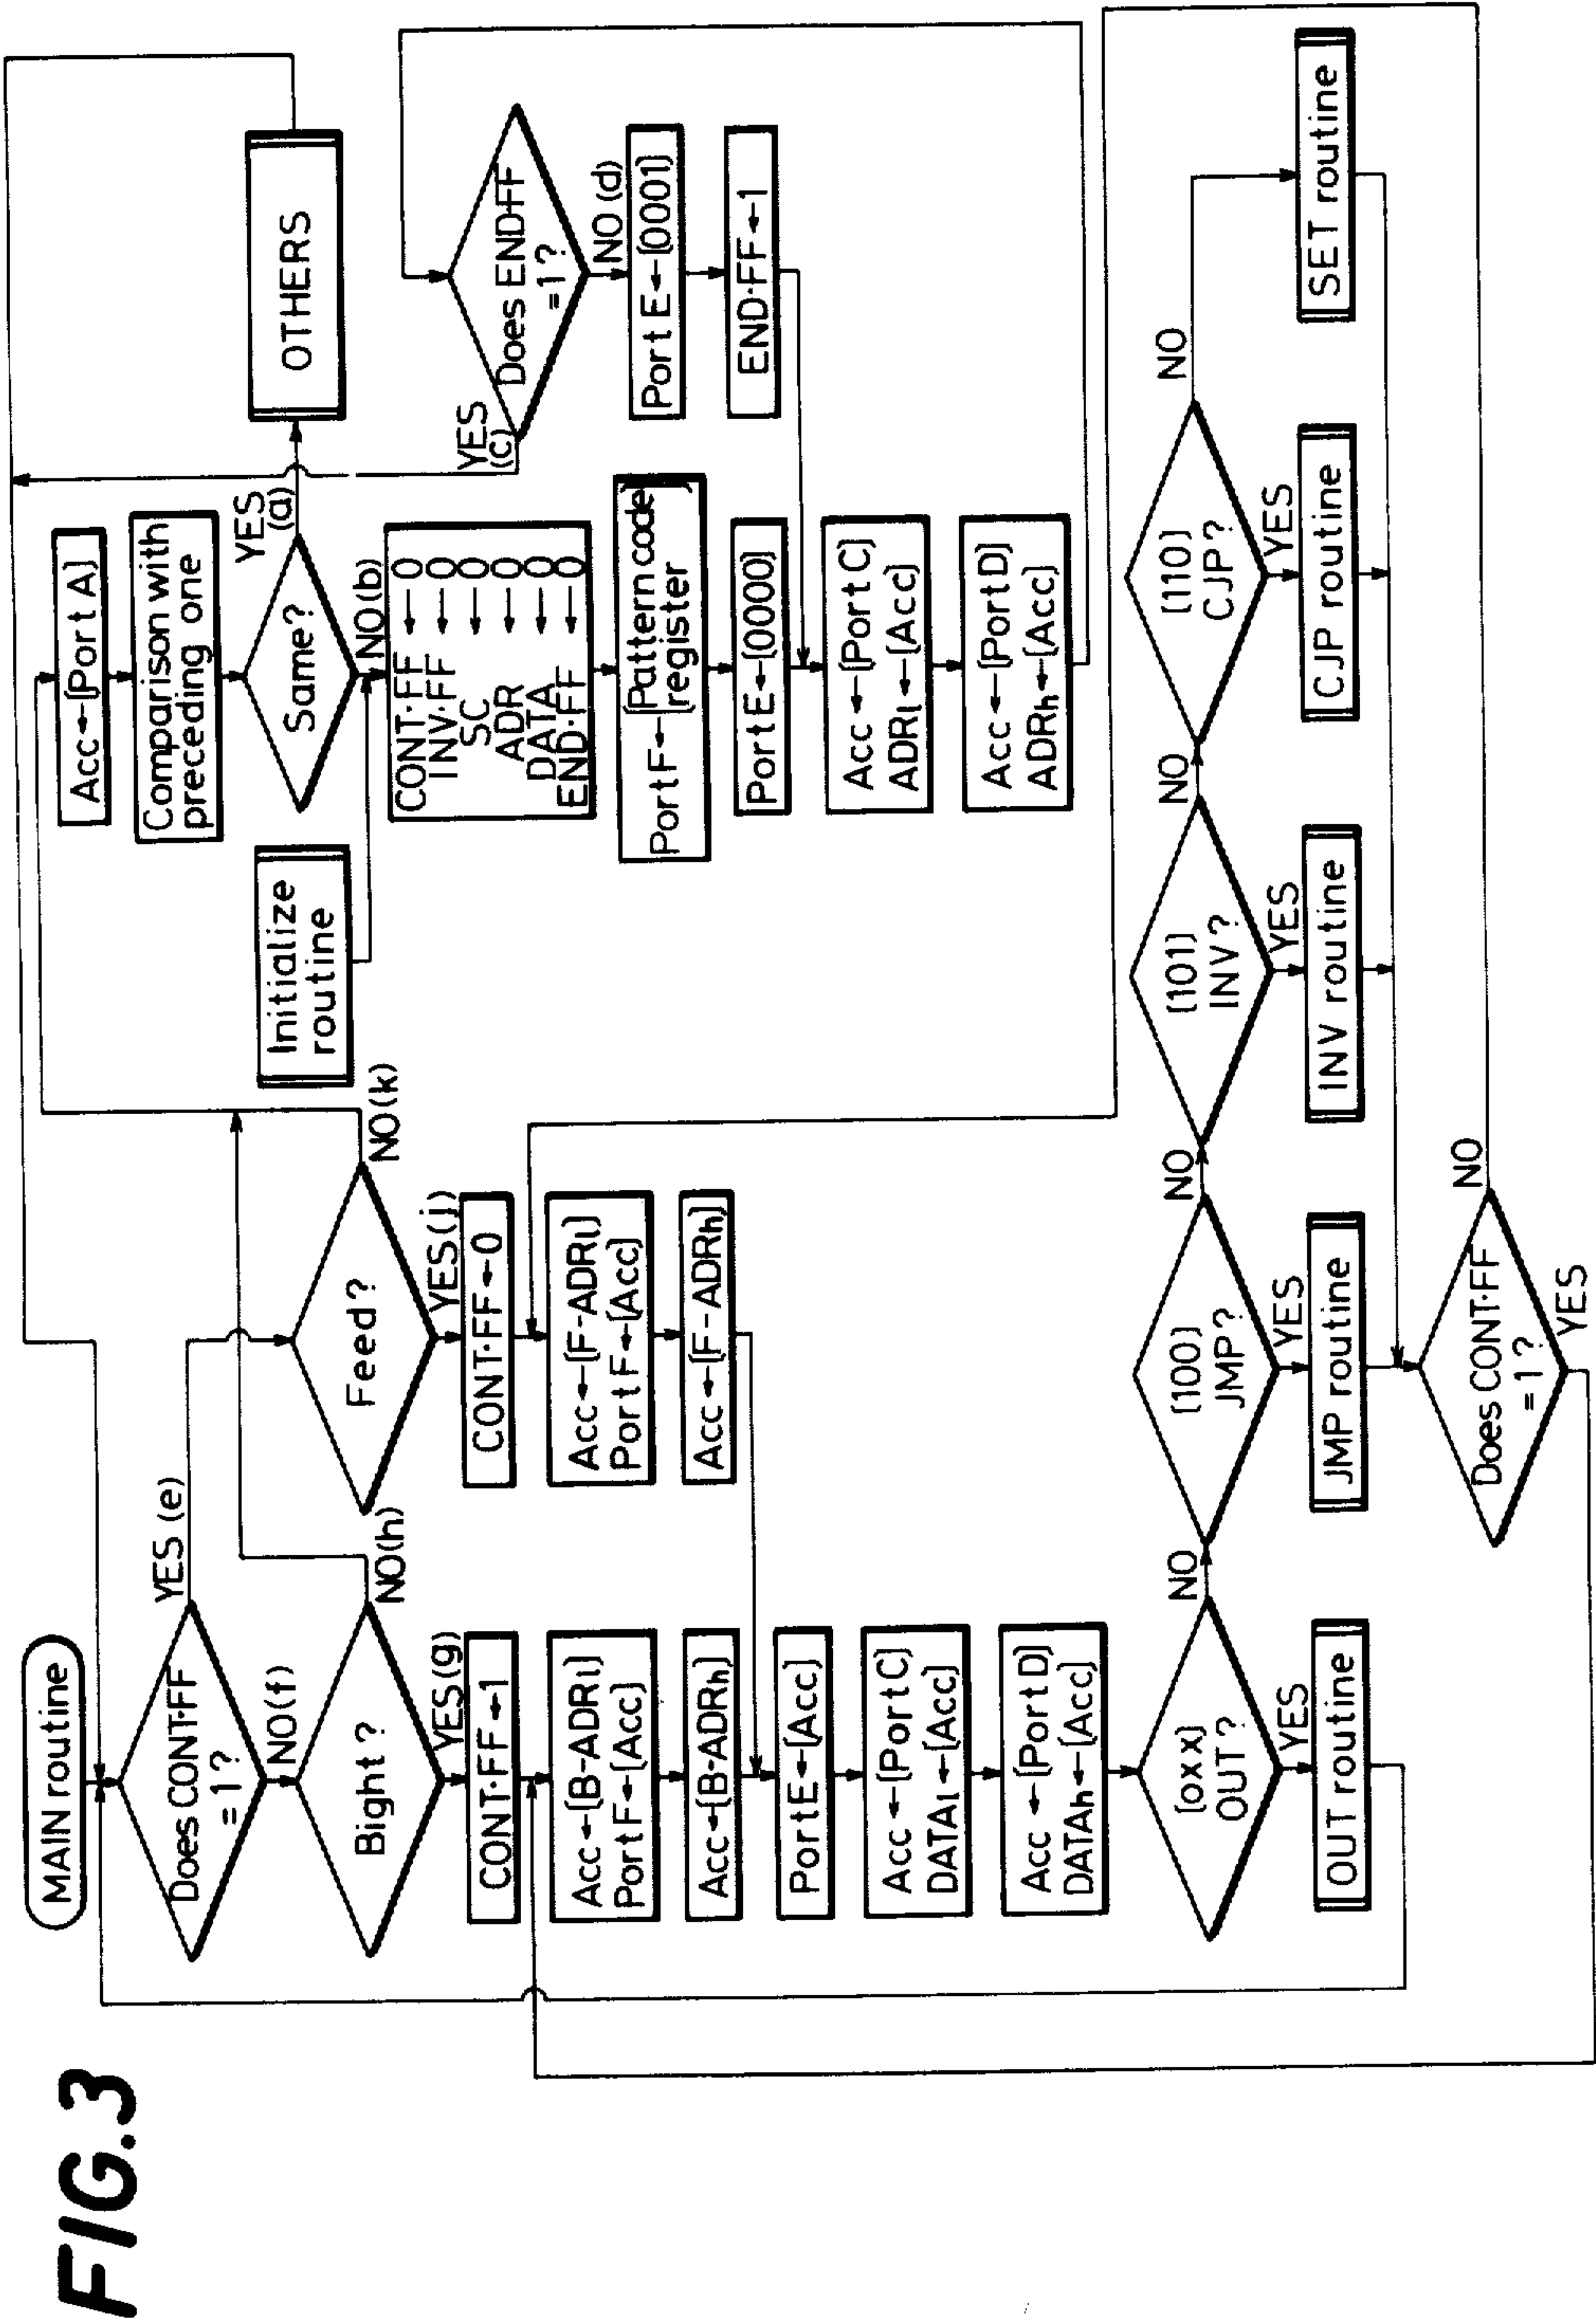 FIG.3
MAIN routine
Does CONT·FF
= 1 ?
YES (e)
NO(f)
Bight ?
NO(h)
YES(g)
CONT·FF←1
Acc←(B-ADRl)
Port F←(Acc)
Acc←(B-ADRh)
Port E←(Acc)
Acc←(Port C)
DATAl←(Acc)
Acc←(Port D)
DATAh←(Acc)
(oxx)
OUT ?
YES
OUT routine
NO
Feed ?
NO(k)
YES(j)
CONT·FF←0
Acc←(F-ADRl)
Port F←(Acc)
Acc←(F-ADRh)
(100)
JMP ?
YES
JMP routine
NO
(101)
INV ?
YES
INV routine
NO
(110)
CJP ?
YES
CJP routine
NO
SET routine
Does CONT·FF
= 1 ?
NO
YES
Initialize
routine
Acc←(Port A)
Comparison with
preceding one
Same?
YES
(a)
NO(b)
OTHERS
CONT·FF ← 0
INV·FF ← 0
SC ← 0
ADR ← 0
DATA ← 0
END·FF ← 0
Port F←(Pattern code
register)
Port E←(0000)
Acc←(Port C)
ADRl←(Acc)
Acc←(Port D)
ADRh←(Acc)
Does END·FF
=1 ?
YES
(c)
NO (d)
Port E←(0001)
END·FF←1